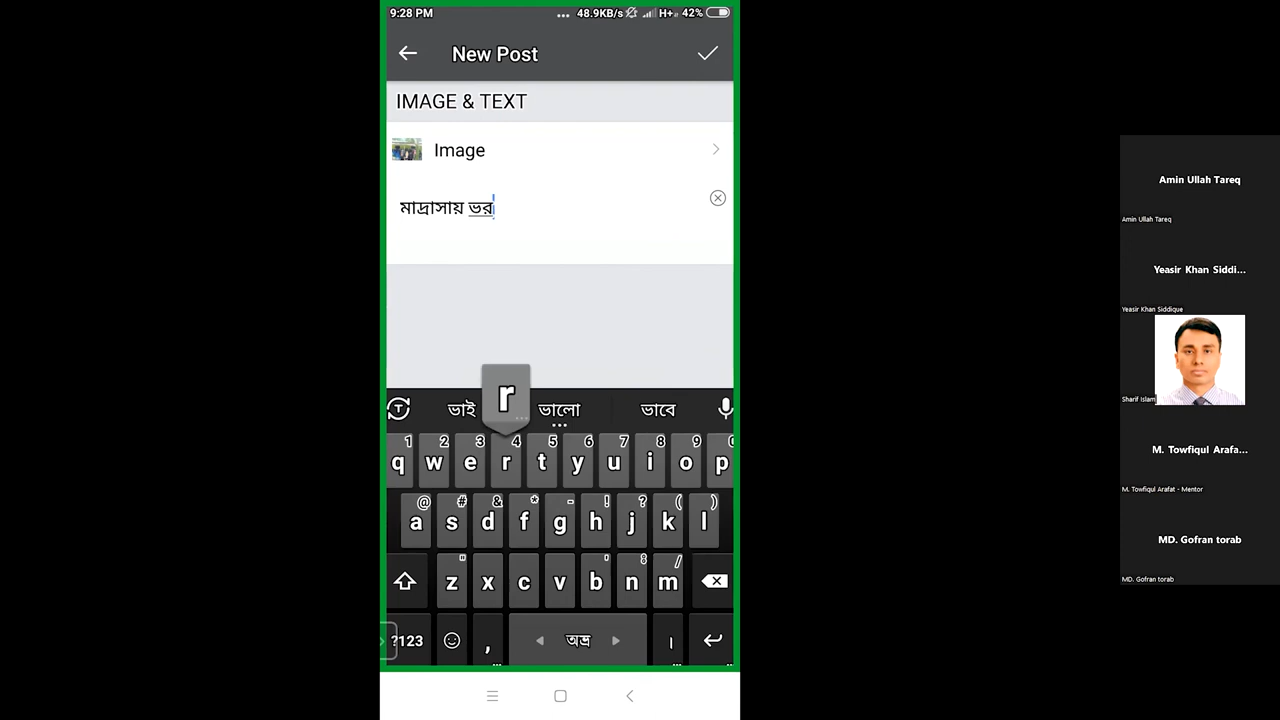 9:28 PM
... 48.9KB/s H+ 42%
New Post
IMAGE & TEXT
Image
মাদ্রাসায় ভর
ভাই r ভালো ভাবে
1 2 3 4 5 6 7 8 9 0
q w e r t y u i o p
@ # & * - ! ? ( )
a s d f g h j k l
" ' 8 /
z x c v b n m
?123 , অভ্র ।
Amin Ullah Tareq
Amin Ullah Tareq
Yeasir Khan Siddi...
Yeasir Khan Siddique
Sharif Islam
M. Towfiqul Arafa...
M. Towfiqul Arafat - Mentor
MD. Gofran torab
MD. Gofran torab